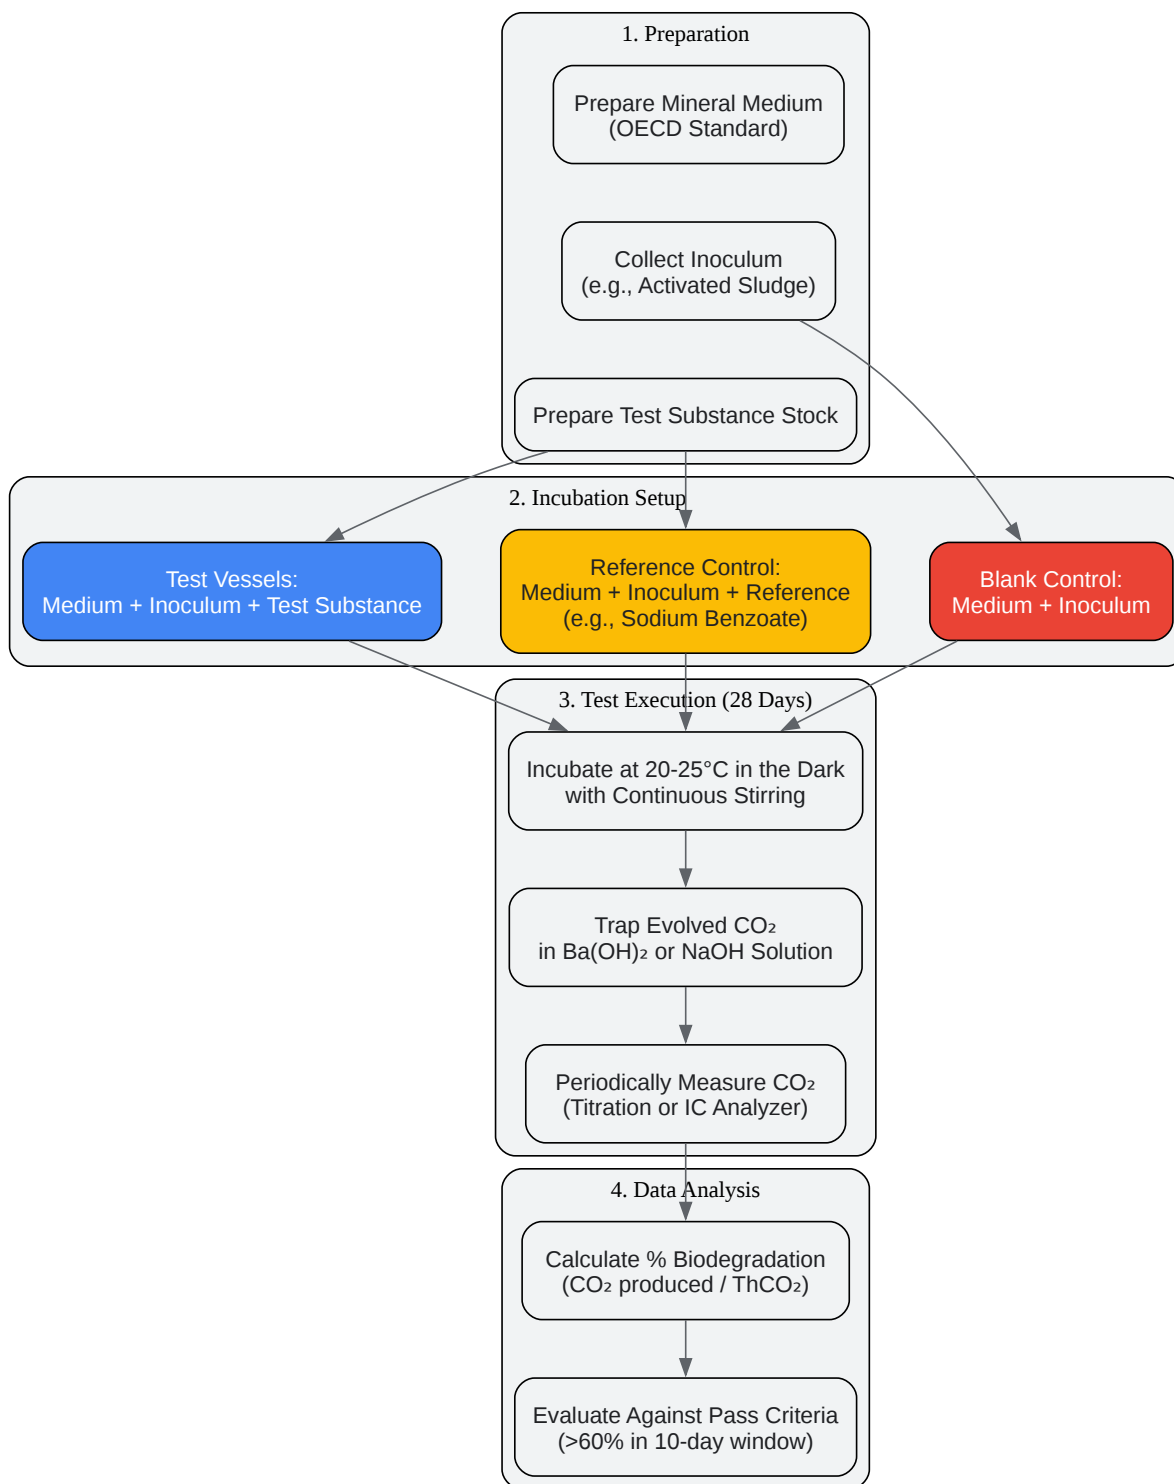 1. Preparation
Prepare Mineral Medium
(OECD Standard)
Collect Inoculum
(e.g., Activated Sludge)
Prepare Test Substance Stock
2. Incubation Setup
Test Vessels:
Medium + Inoculum + Test Substance
Reference Control:
Medium + Inoculum + Reference
(e.g., Sodium Benzoate)
Blank Control:
Medium + Inoculum
3. Test Execution (28 Days)
Incubate at 20-25°C in the Dark
with Continuous Stirring
Trap Evolved CO₂
in Ba(OH)₂ or NaOH Solution
Periodically Measure CO₂
(Titration or IC Analyzer)
4. Data Analysis
Calculate % Biodegradation
(CO₂ produced / ThCO₂)
Evaluate Against Pass Criteria
(>60% in 10-day window)